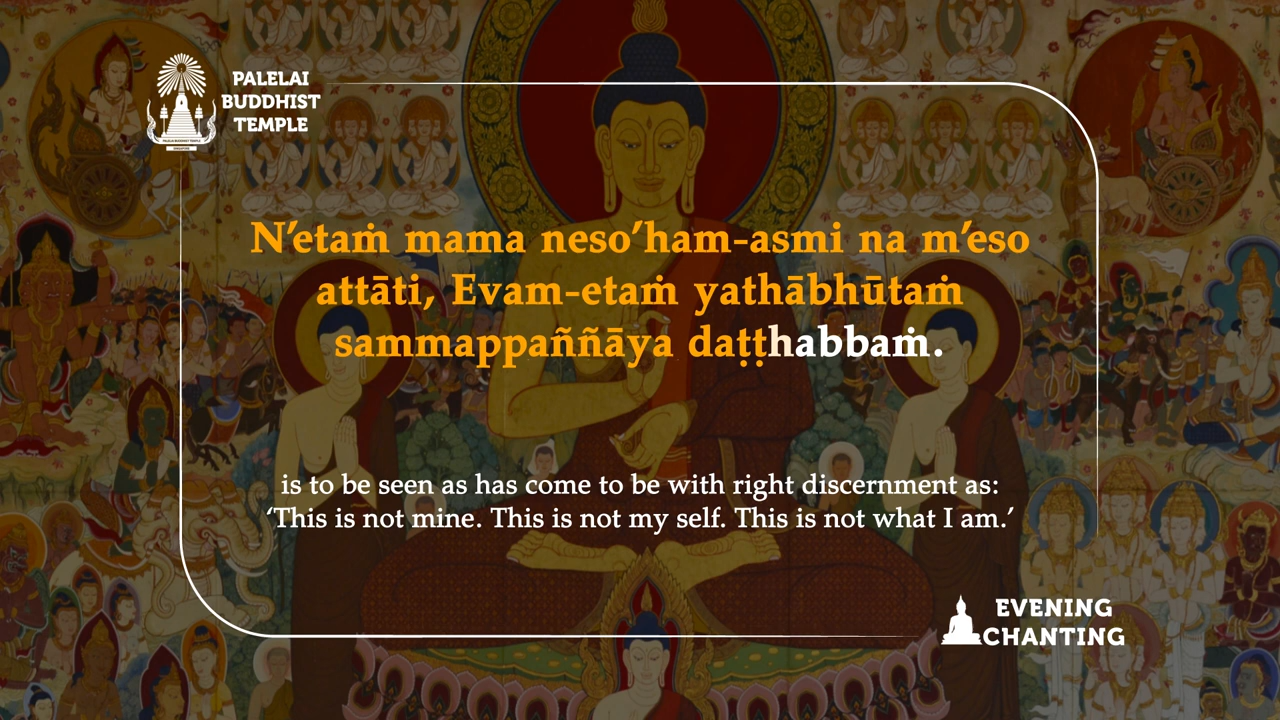 PALELAI
BUDDHIST
TEMPLE
N’etaṁ mama neso’ham-asmi na m’eso
attāti, Evam-etaṁ yathābhūtaṁ
sammappaññāya daṭṭhabbaṁ.
is to be seen as has come to be with right discernment as:
‘This is not mine. This is not my self. This is not what I am.’
EVENING
CHANTING